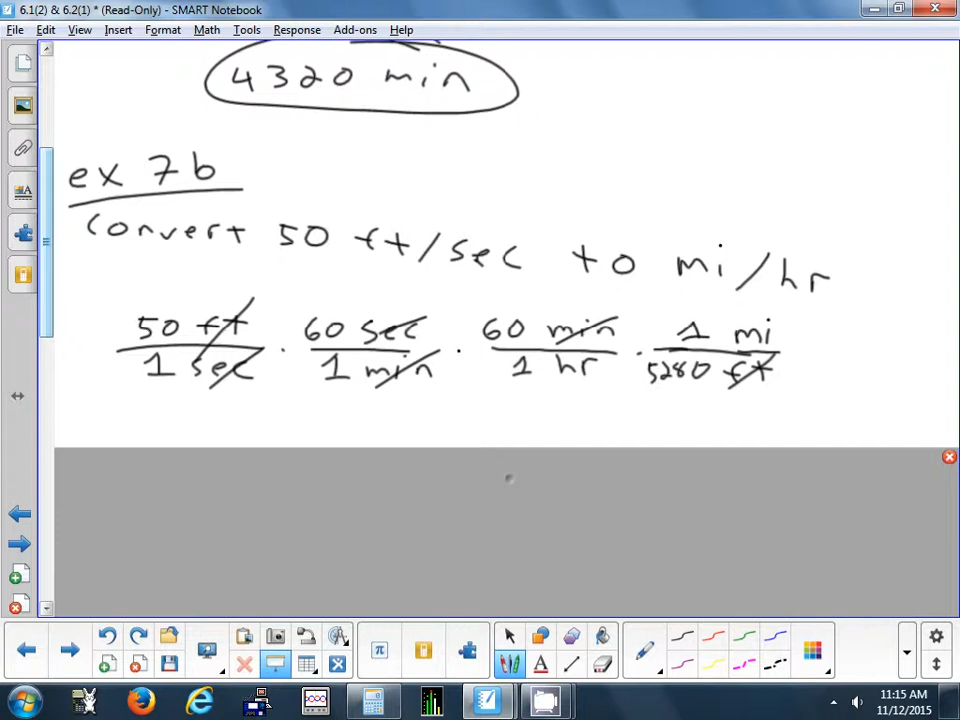 6.1(2) & 6.2(1) * (Read-Only) - SMART Notebook
File Edit View Insert Format Math Tools Response Add-ons Help
4320 min
ex 7b
convert 50 ft/sec to mi/hr
50 ft / 1 sec · 60 sec / 1 min · 60 min / 1 hr · 1 mi / 5280 ft
11:15 AM
11/12/2015